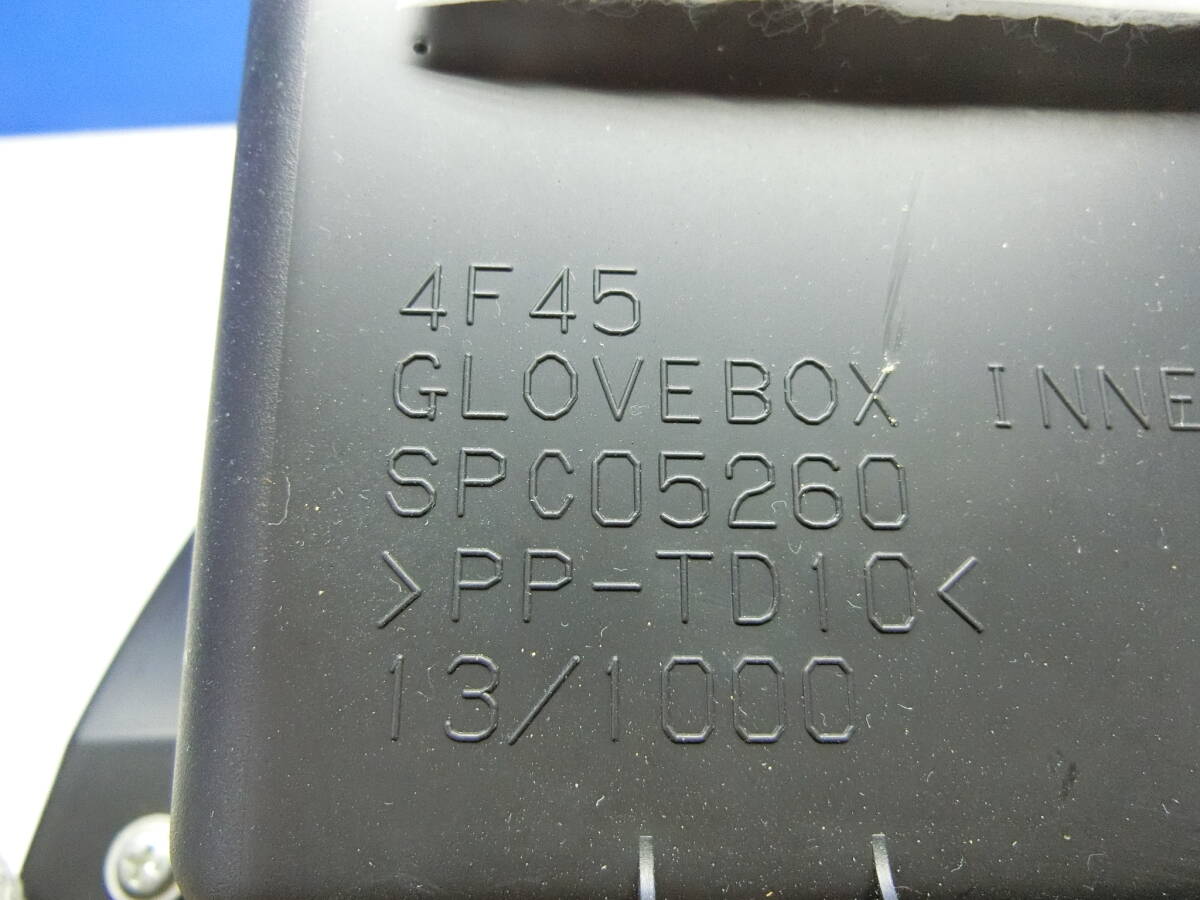 4F45
GLOVEBOX INNE
SPC05260
>PP-TD10<
13/1000